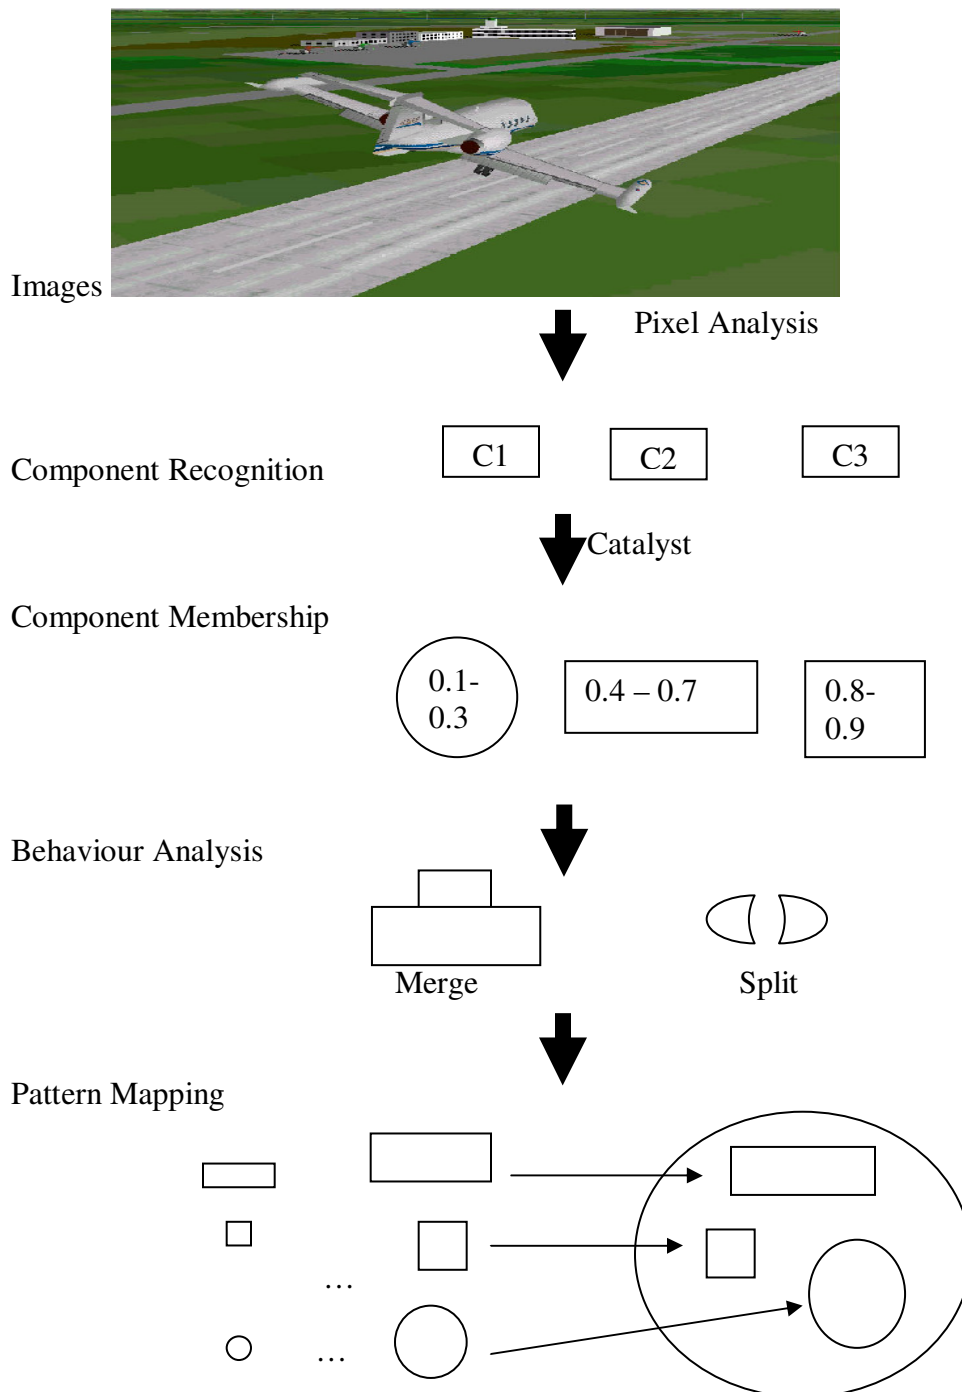 Images
Pixel Analysis
Component Recognition
C1
C2
C3
Catalyst
Component Membership
0.1-
0.3
0.4 – 0.7
0.8-
0.9
Behaviour Analysis
Merge
Split
Pattern Mapping
…
…